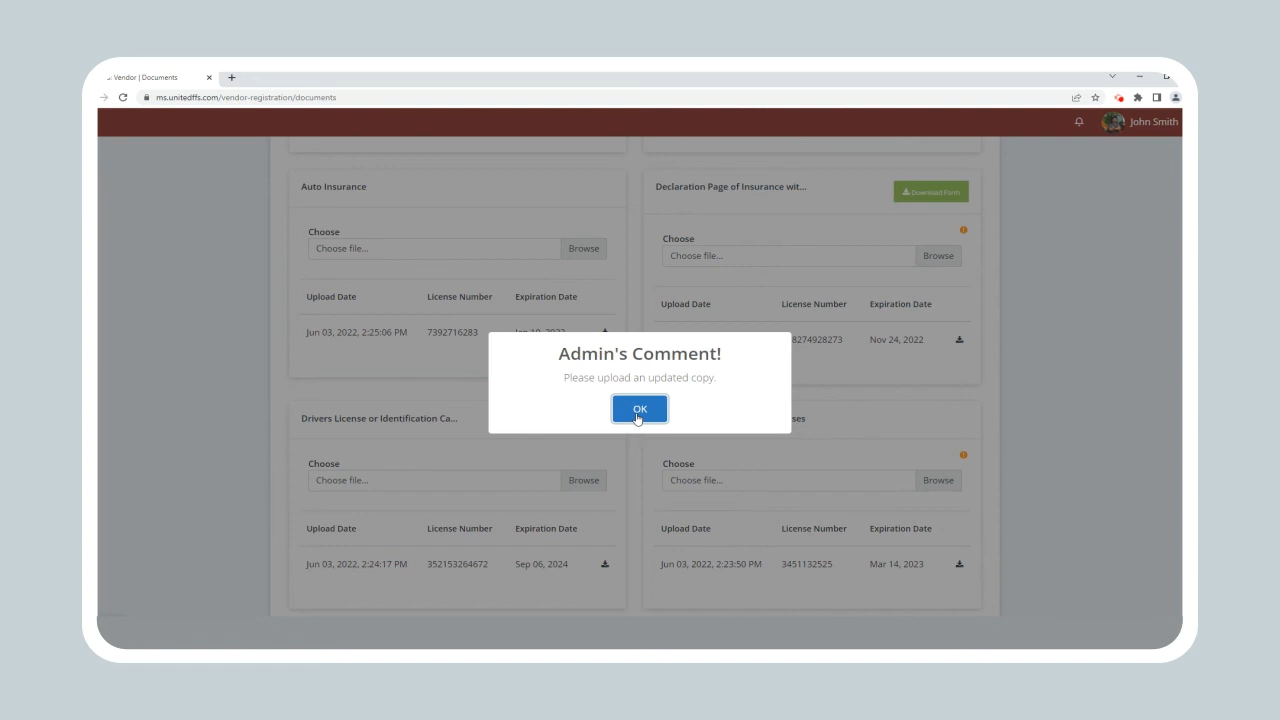 Vendor | Documents
ms.unitedffs.com/vendor-registration/documents
John Smith
Auto Insurance
Choose
Choose file...
Browse
Upload Date License Number Expiration Date
Jun 03, 2022, 2:25:06 PM 7392716283
Declaration Page of Insurance wit...
Download Form
Choose
Choose file...
Browse
Upload Date License Number Expiration Date
8274928273 Nov 24, 2022
Admin's Comment!
Please upload an updated copy.
OK
Drivers License or Identification Ca...
Choose
Choose file...
Browse
Upload Date License Number Expiration Date
Jun 03, 2022, 2:24:17 PM 352153264672 Sep 06, 2024
ses
Choose
Choose file...
Browse
Upload Date License Number Expiration Date
Jun 03, 2022, 2:23:50 PM 3451132525 Mar 14, 2023